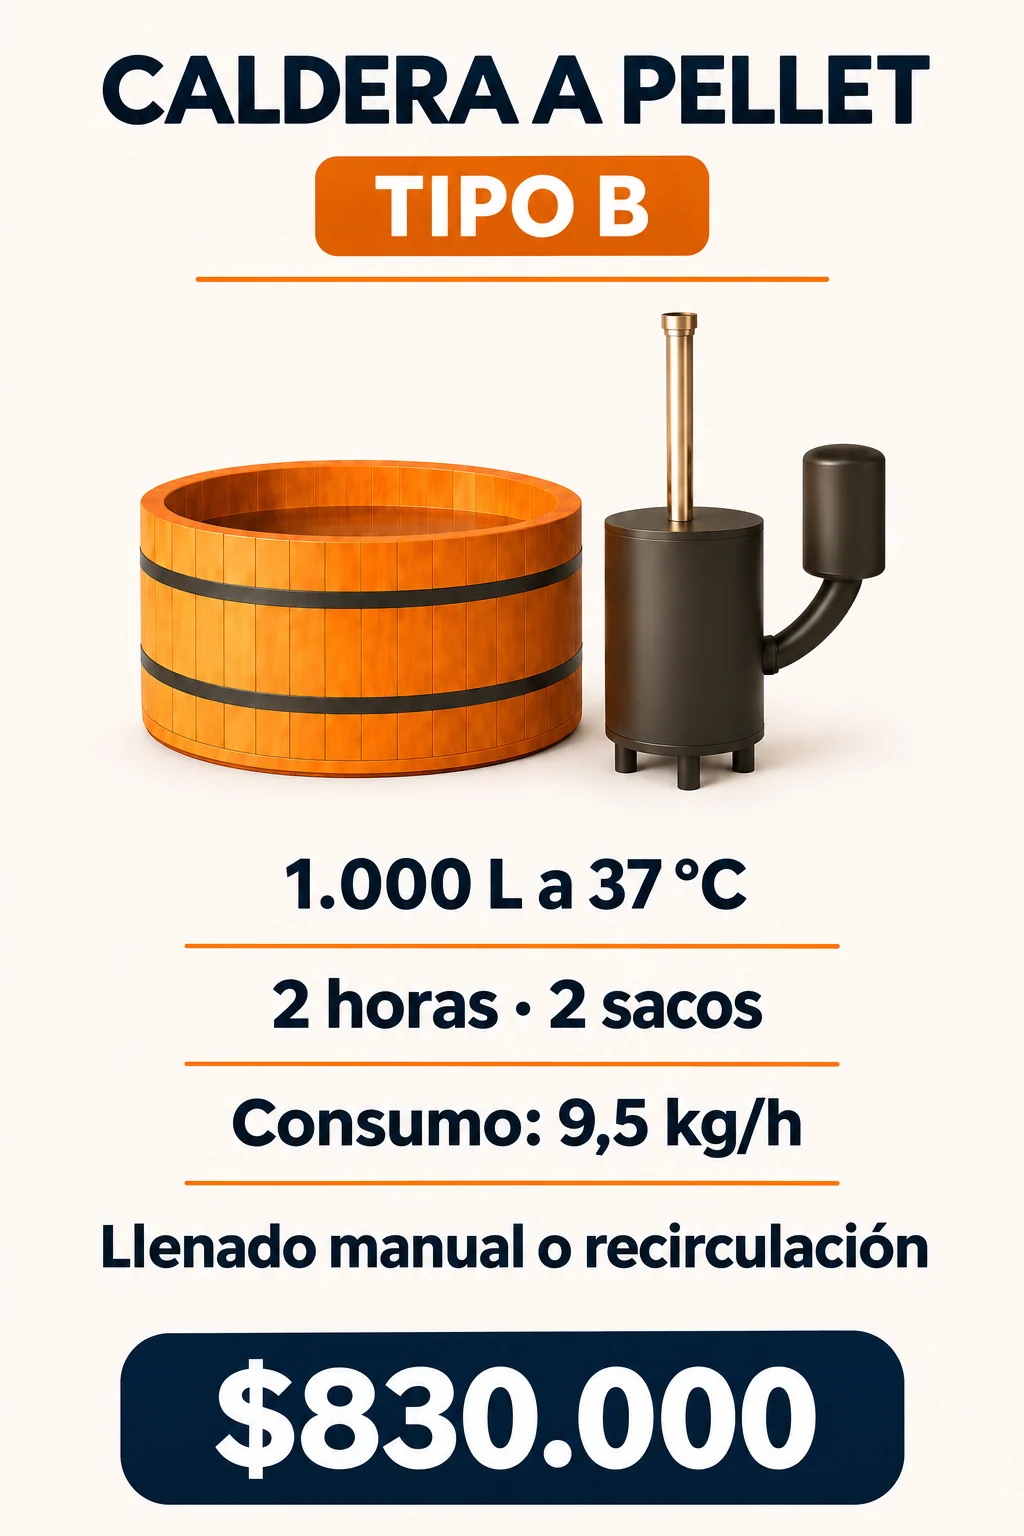 CALDERA A PELLET
TIPO B
1.000 L a 37 °C
2 horas · 2 sacos
Consumo: 9,5 kg/h
Llenado manual o recirculación
$830.000